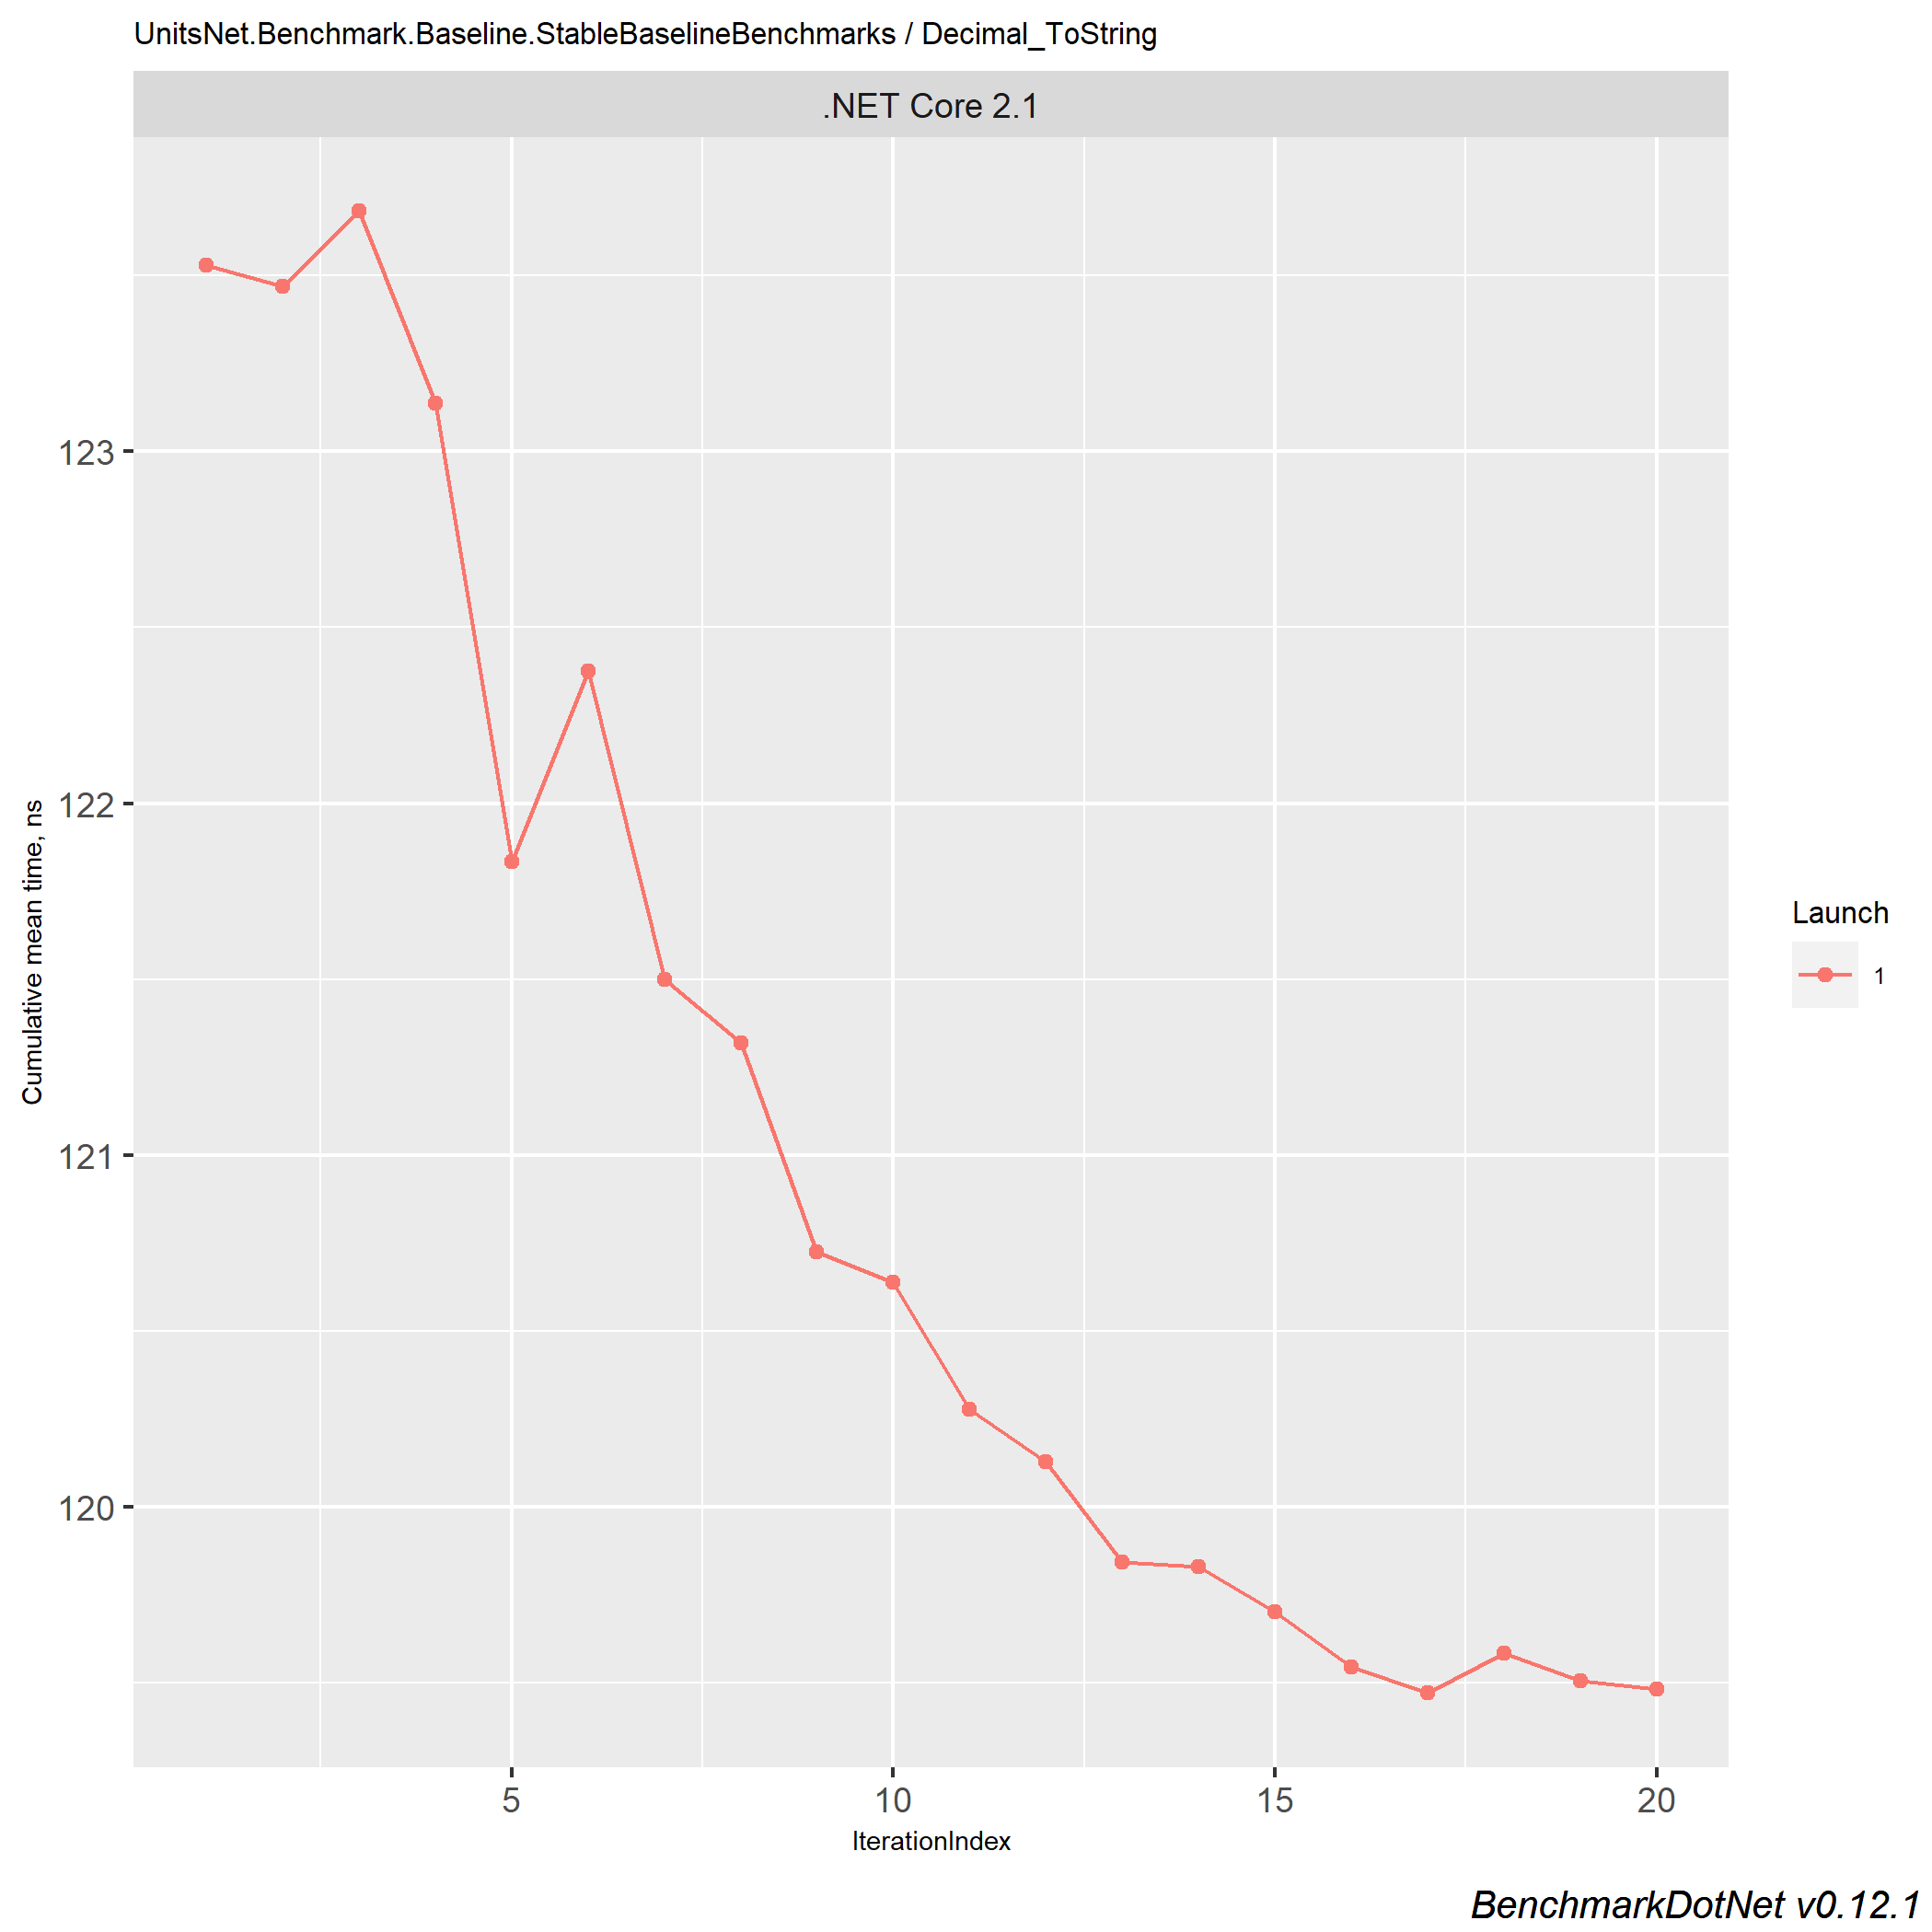 UnitsNet.Benchmark.Baseline.StableBaselineBenchmarks / Decimal_ToString
.NET Core 2.1
123
122
121
120
Cumulative mean time, ns
5 10 15 20
IterationIndex
Launch
1
BenchmarkDotNet v0.12.1